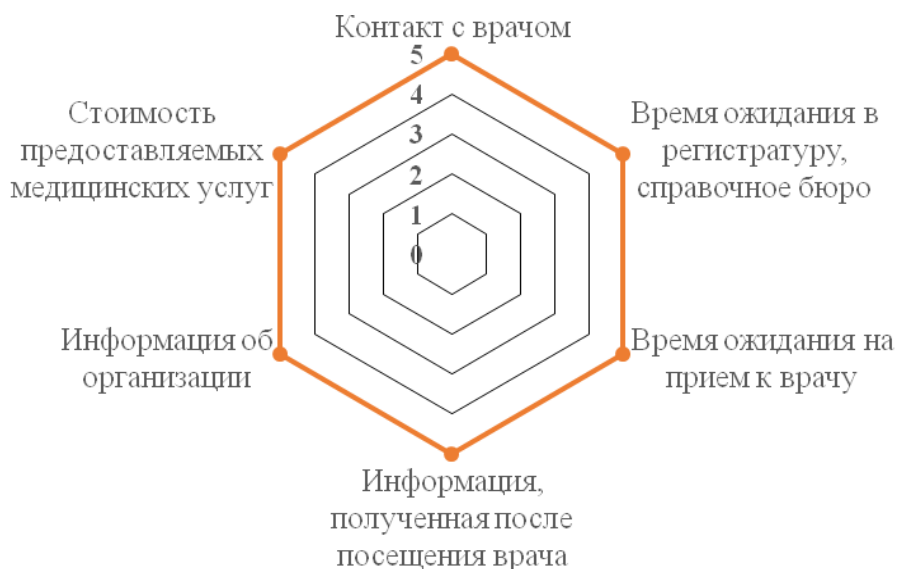 Контакт с врачом
5
4
3
2
1
0
Время ожидания в
регистратуру,
справочное бюро
Время ожидания на
прием к врачу
Информация,
полученная после
посещения врача
Информация об
организации
Стоимость
предоставляемых
медицинских услуг